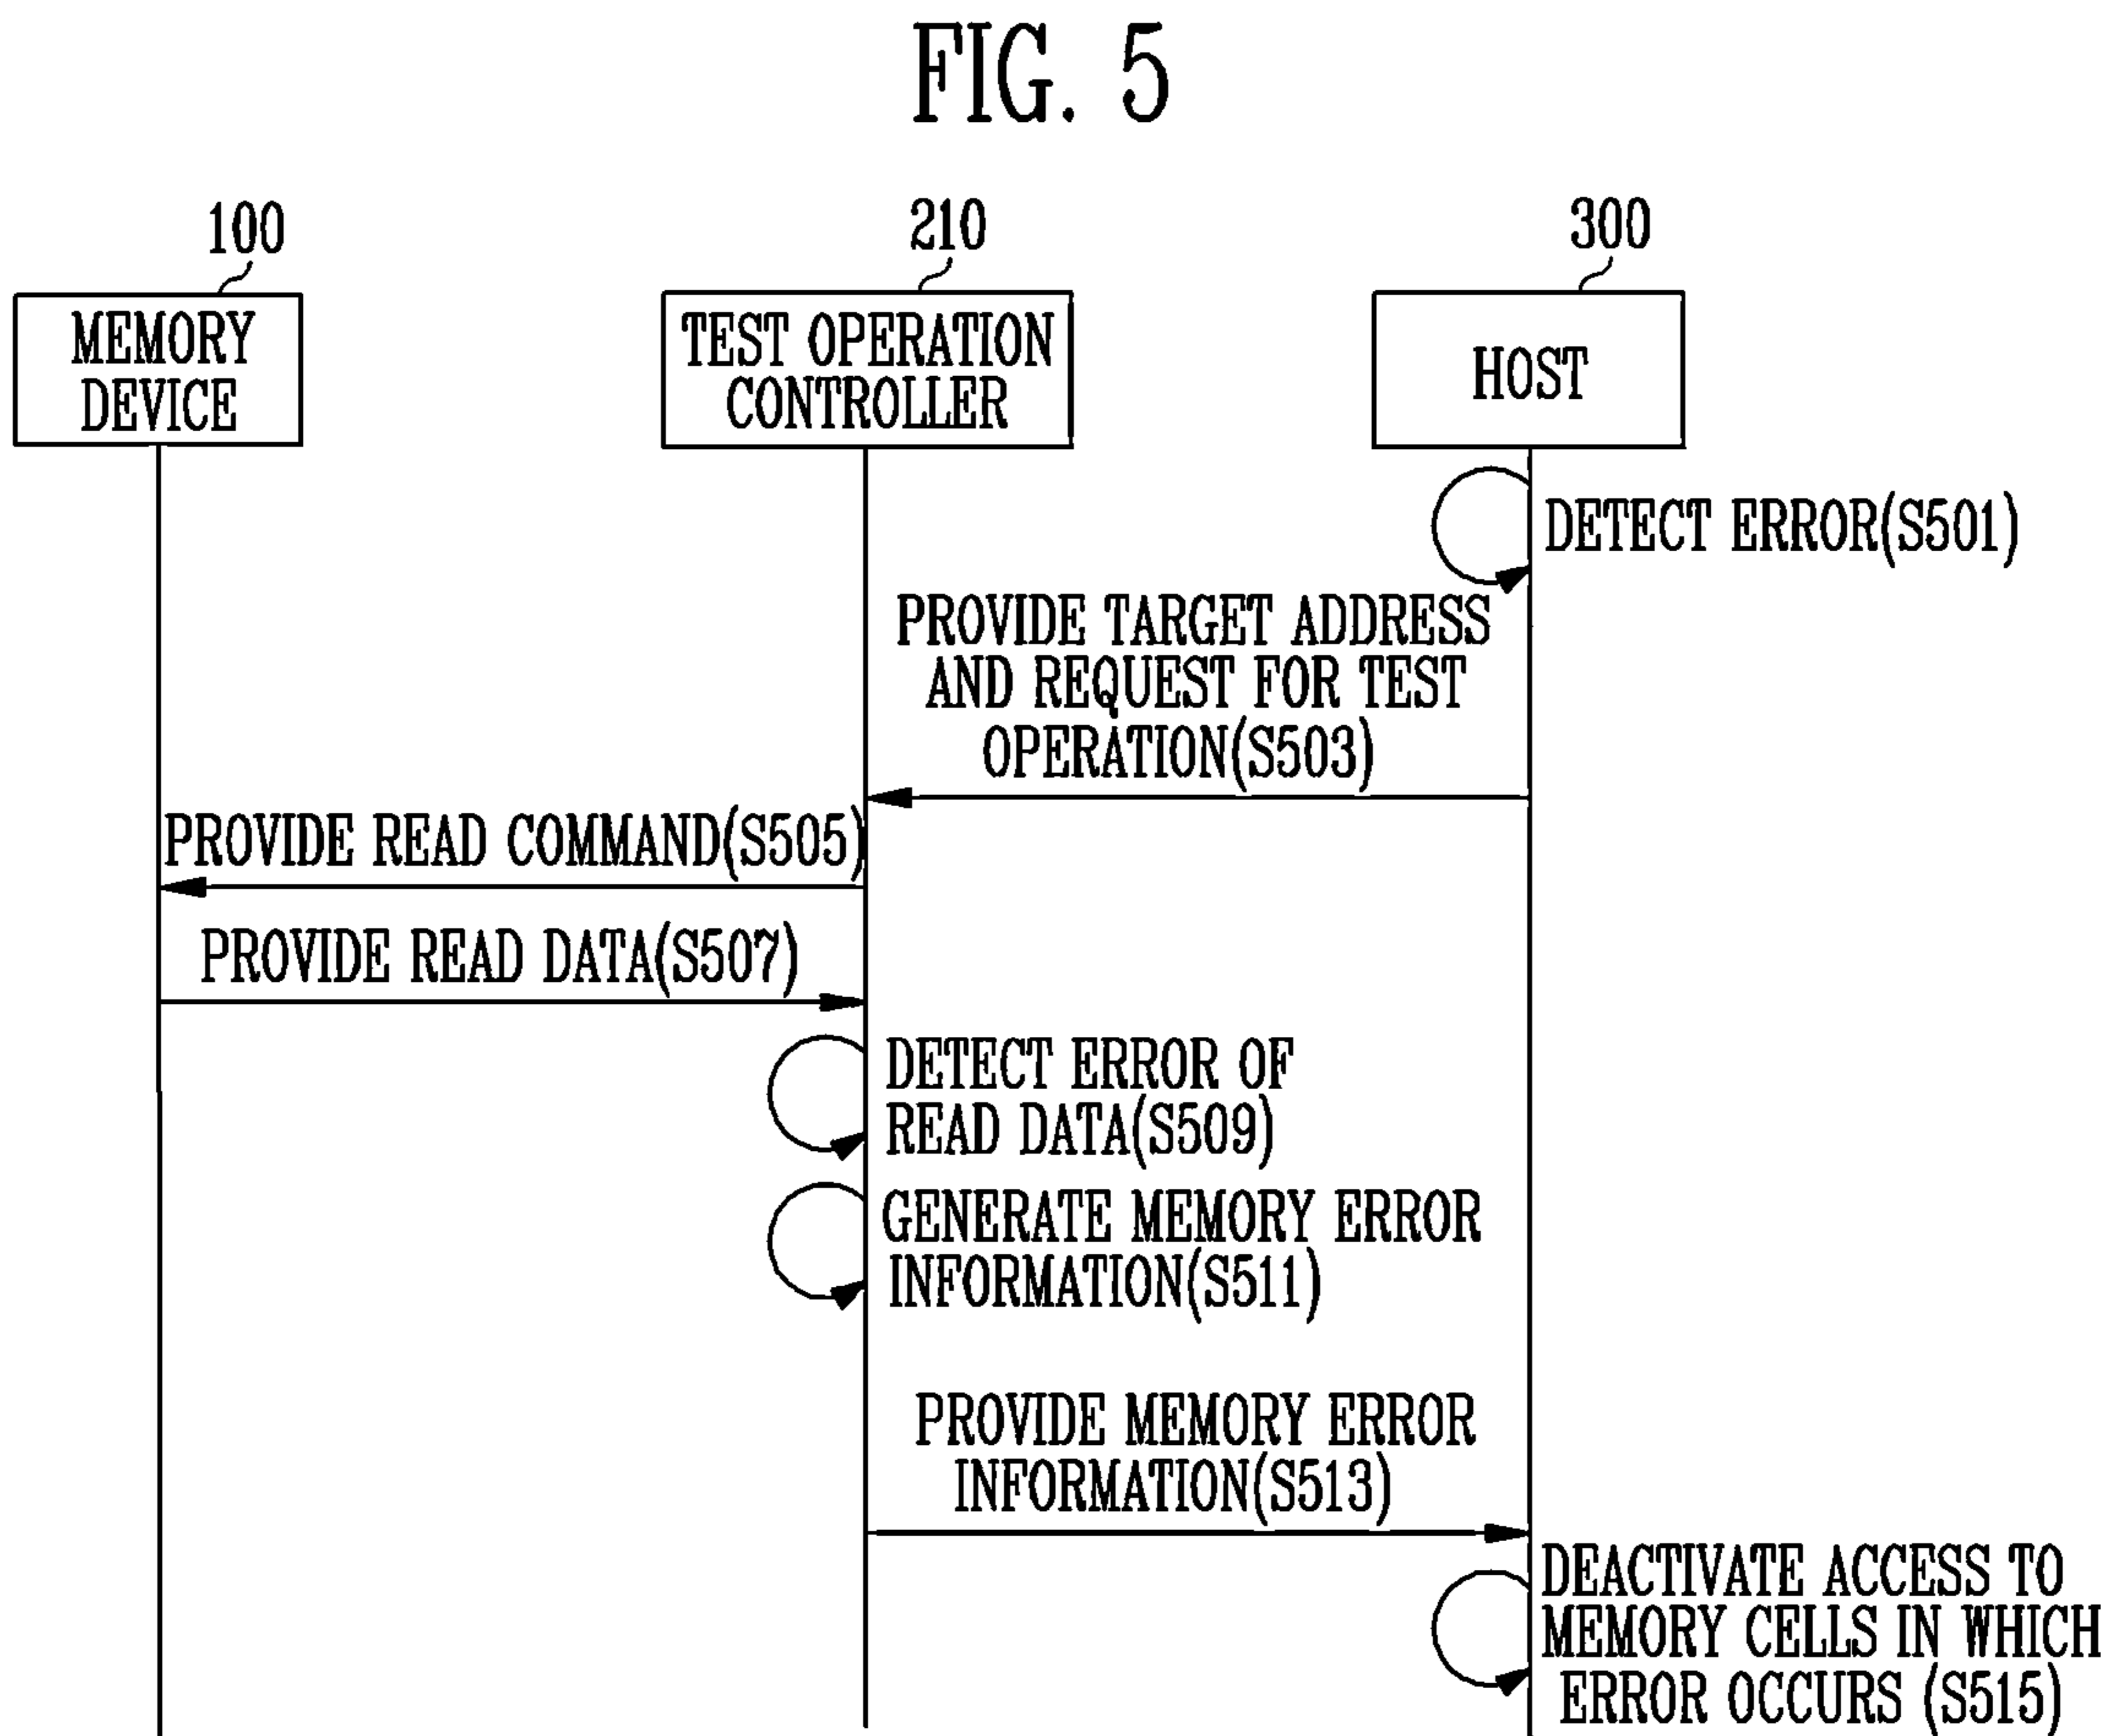 FIG. 5
100
210
300
MEMORY
DEVICE
TEST OPERATION
CONTROLLER
HOST
DETECT ERROR(S501)
PROVIDE TARGET ADDRESS
AND REQUEST FOR TEST
OPERATION(S503)
PROVIDE READ COMMAND(S505)
PROVIDE READ DATA(S507)
DETECT ERROR OF
READ DATA(S509)
GENERATE MEMORY ERROR
INFORMATION(S511)
PROVIDE MEMORY ERROR
INFORMATION(S513)
DEACTIVATE ACCESS TO
MEMORY CELLS IN WHICH
ERROR OCCURS (S515)